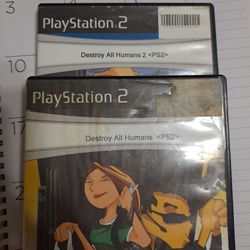 3
PlayStation 2
Destroy All Humans 2 <PS2>
10
PlayStation 2
Destroy All Humans <PS2>
17